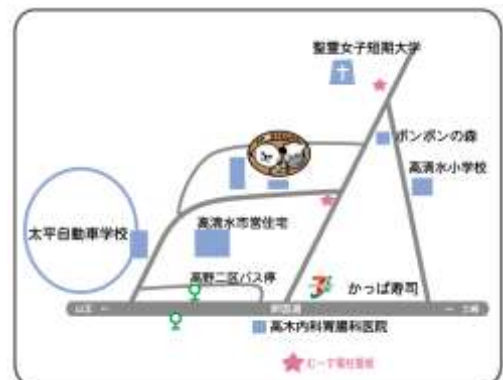 聖霊女子短期大学
ボンボンの森
高清水小学校
太平自動車学校
高清水市営住宅
高野二区バス停
かっぱ寿司
高木内科胃腸科医院